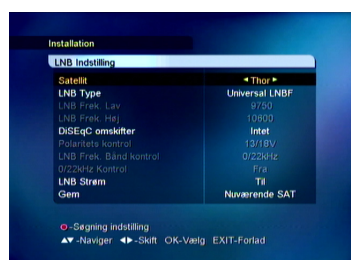 Installation
LNB Indstilling
Satellit Thor
LNB Type Universal LNBF
LNB Frek. Lav 9750
LNB Frek. Høj 10600
DiSEqC omskifter Intet
Polaritets kontrol 13/18V
LNB Frek. Bånd kontrol 0/22kHz
0/22kHz Kontrol Fra
LNB Strøm Til
Gem Nuværende SAT
-Søgning indstilling
▲▼ -Naviger ◀▶ -Skift OK-Vælg EXIT-Forlad